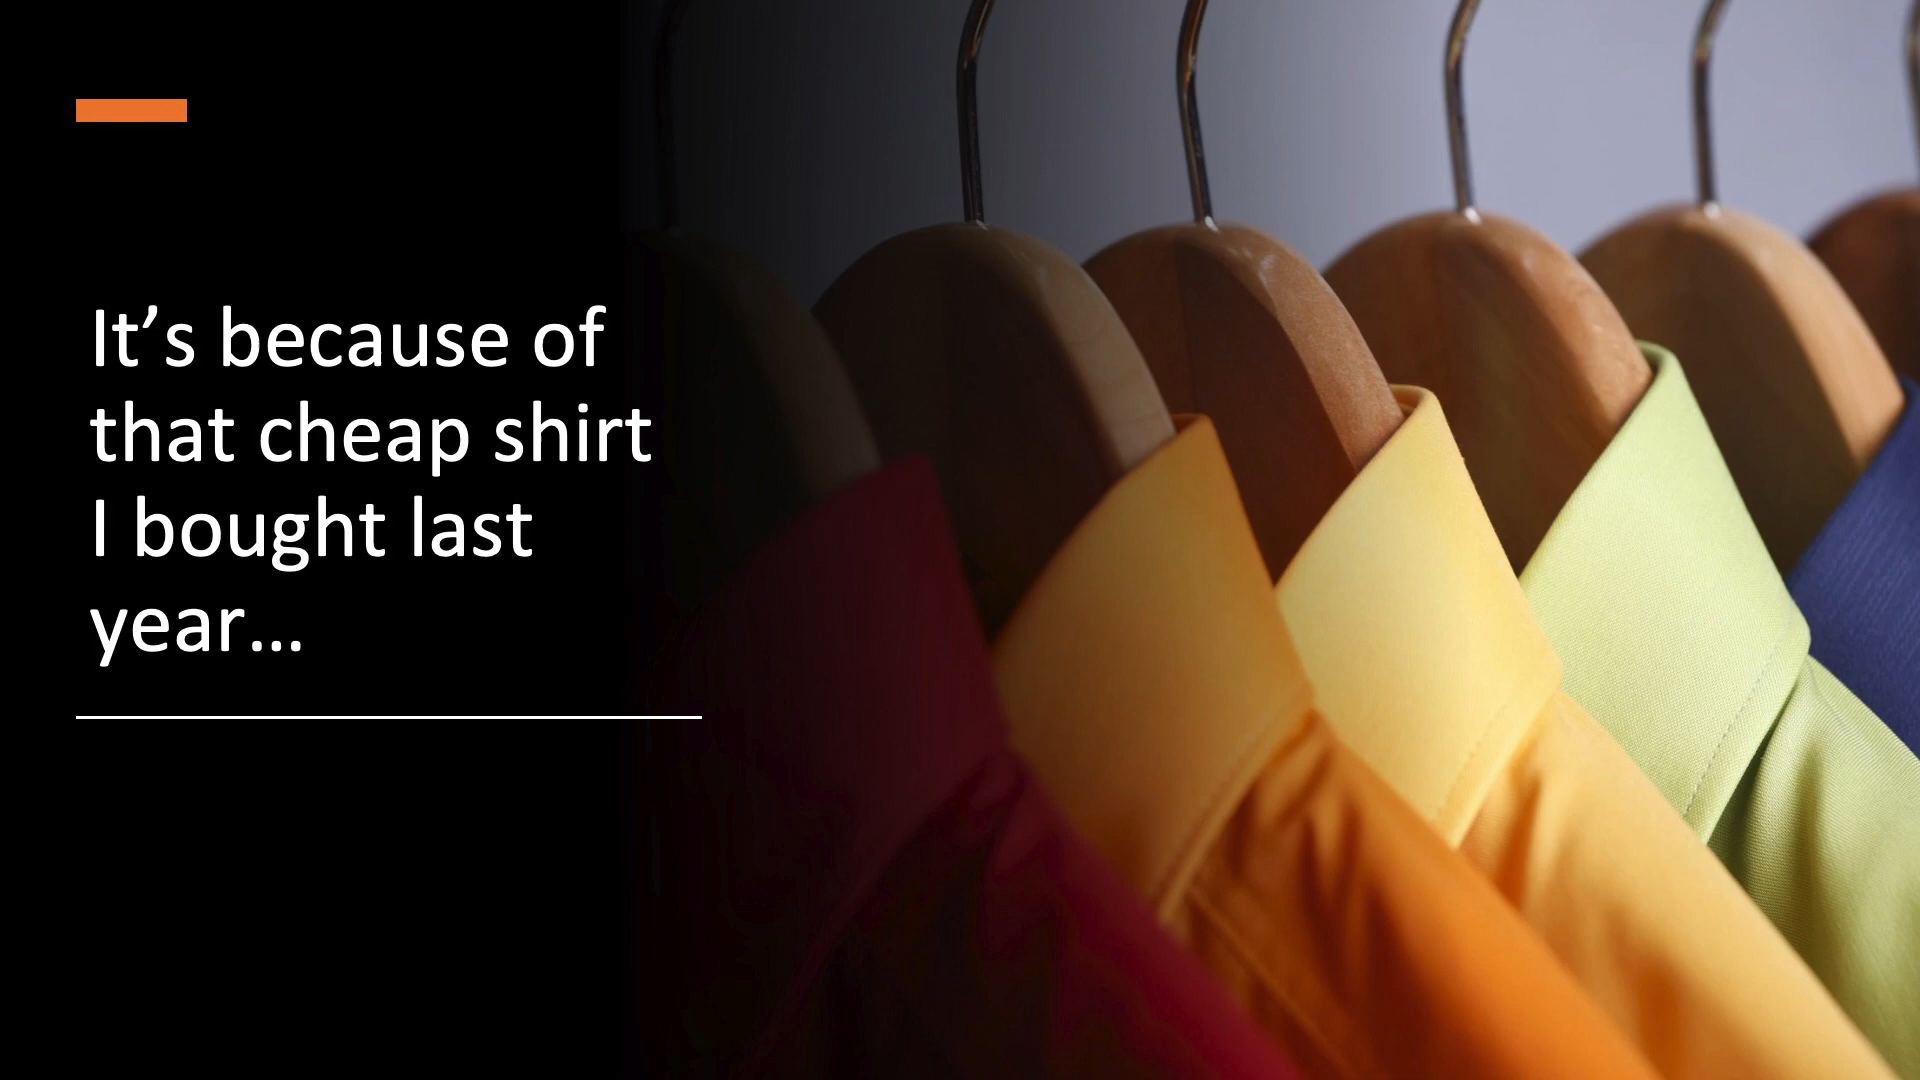 It’s because of
that cheap shirt
I bought last
year…